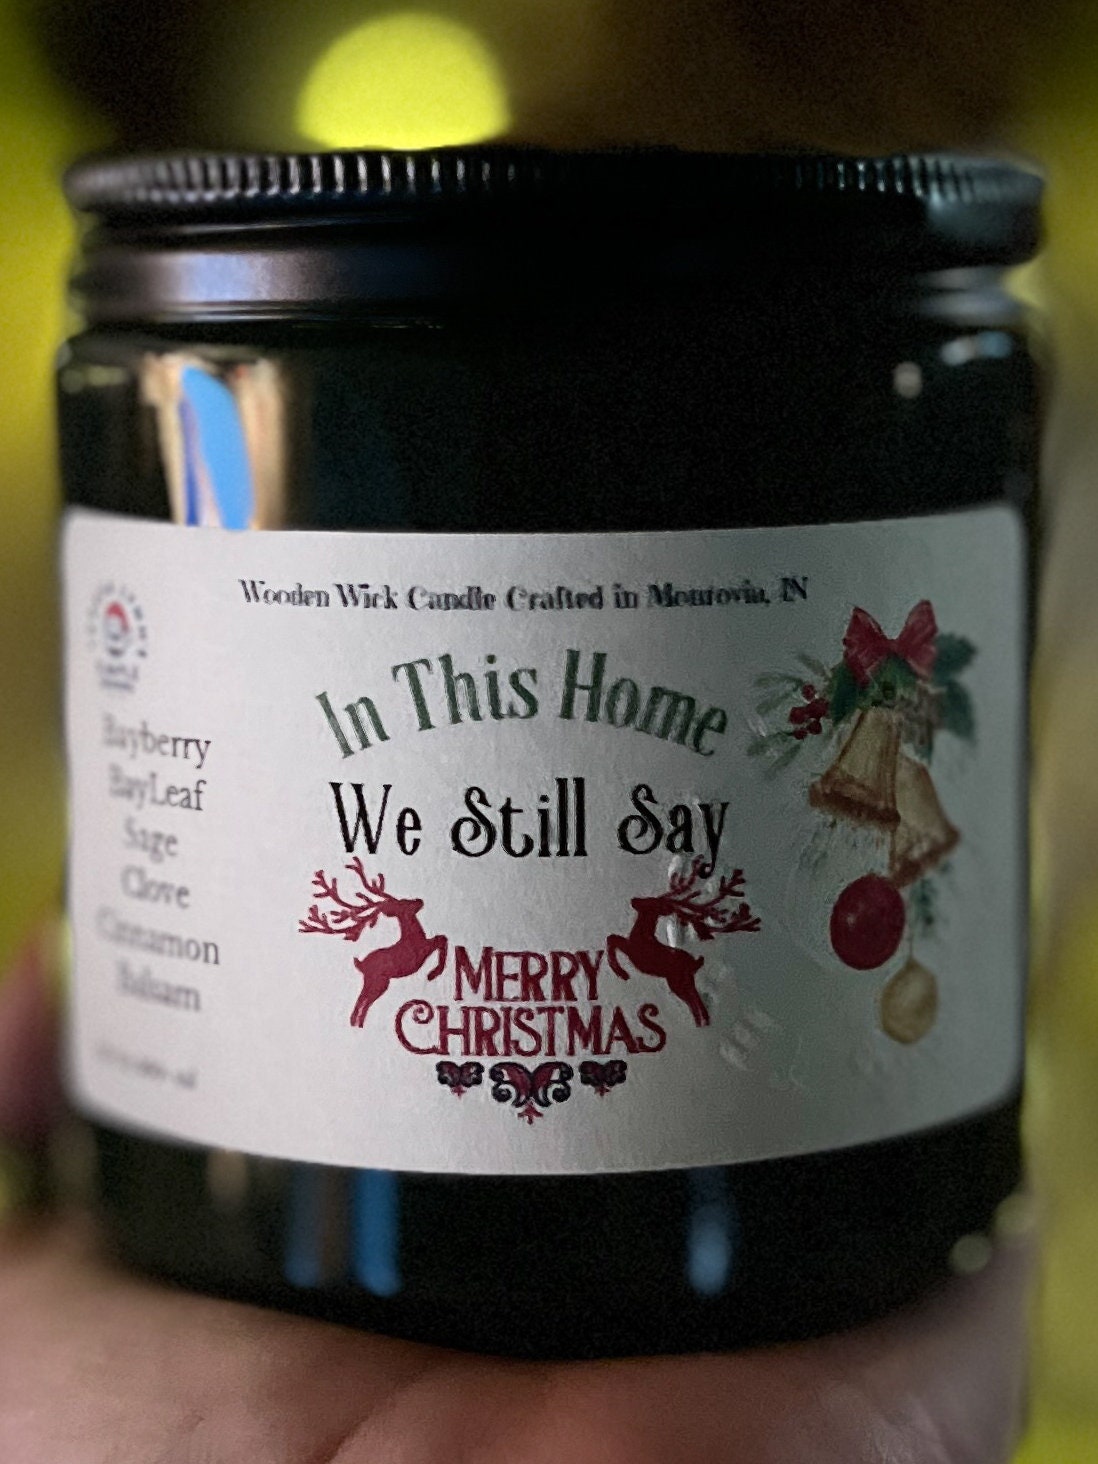 Wooden Wick Candle Crafted in Monrovia, IN
In This Home
We Still Say
MERRY
CHRISTMAS
Bayberry
BayLeaf
Sage
Clove
Cinnamon
Balsam